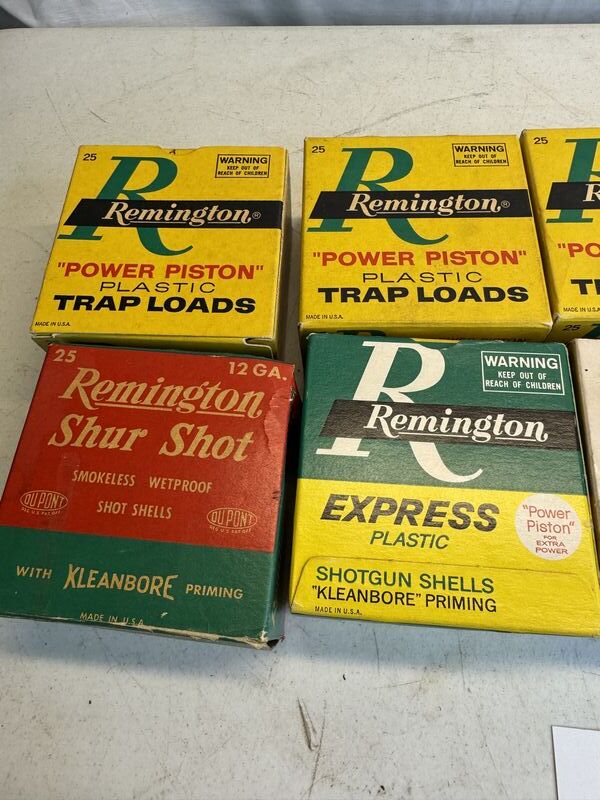 25
WARNING
KEEP OUT OF
REACH OF CHILDREN
R
Remington®
"POWER PISTON"
PLASTIC
TRAP LOADS
MADE IN U.S.A.
25
WARNING
KEEP OUT OF
REACH OF CHILDREN
R
Remington®
"POWER PISTON"
PLASTIC
TRAP LOADS
MADE IN U.S.A.
25
MADE IN U.S.A.
25
25
12 GA.
Remington
Shur Shot
SMOKELESS WETPROOF
SHOT SHELLS
DU PONT
DU PONT
WITH KLEANBORE PRIMING
MADE IN U.S.A.
WARNING
KEEP OUT OF
REACH OF CHILDREN
R
Remington
EXPRESS
PLASTIC
"Power
Piston"
FOR
EXTRA
POWER
SHOTGUN SHELLS
"KLEANBORE" PRIMING
MADE IN U.S.A.